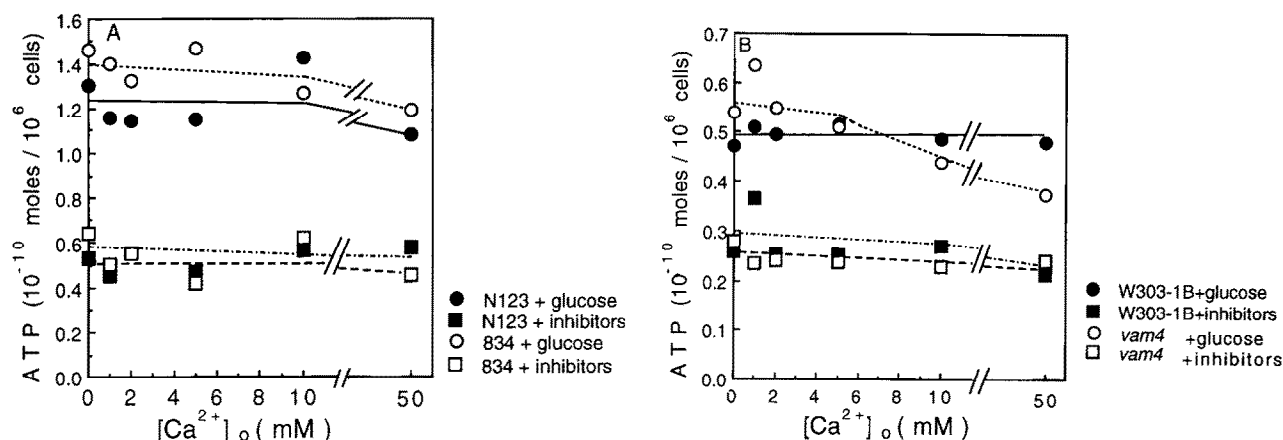 A
ATP (10⁻¹⁰ moles / 10⁶ cells)
1.6
1.4
1.2
1.0
0.8
0.6
0.4
0.2
0.0
0 2 4 6 8 10 50
[Ca²⁺]ₒ (mM)
N123 + glucose
N123 + inhibitors
834 + glucose
834 + inhibitors
B
ATP (10⁻¹⁰ moles / 10⁶ cells)
0.7
0.6
0.5
0.4
0.3
0.2
0.1
0.0
0 2 4 6 8 10 50
[Ca²⁺]ₒ (mM)
W303-1B+glucose
W303-1B+inhibitors
vam4 +glucose
vam4 +inhibitors